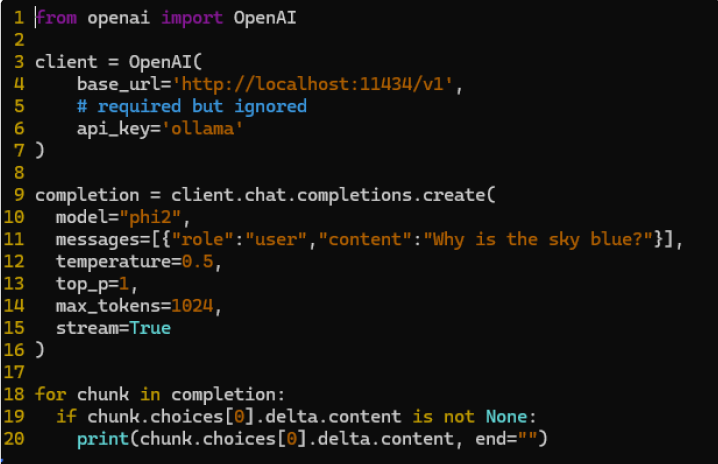 1 from openai import OpenAI
2
3 client = OpenAI(
4     base_url='http://localhost:11434/v1',
5     # required but ignored
6     api_key='ollama'
7 )
8
9 completion = client.chat.completions.create(
10   model="phi2",
11   messages=[{"role":"user","content":"Why is the sky blue?"}],
12   temperature=0.5,
13   top_p=1,
14   max_tokens=1024,
15   stream=True
16 )
17
18 for chunk in completion:
19   if chunk.choices[0].delta.content is not None:
20     print(chunk.choices[0].delta.content, end="")